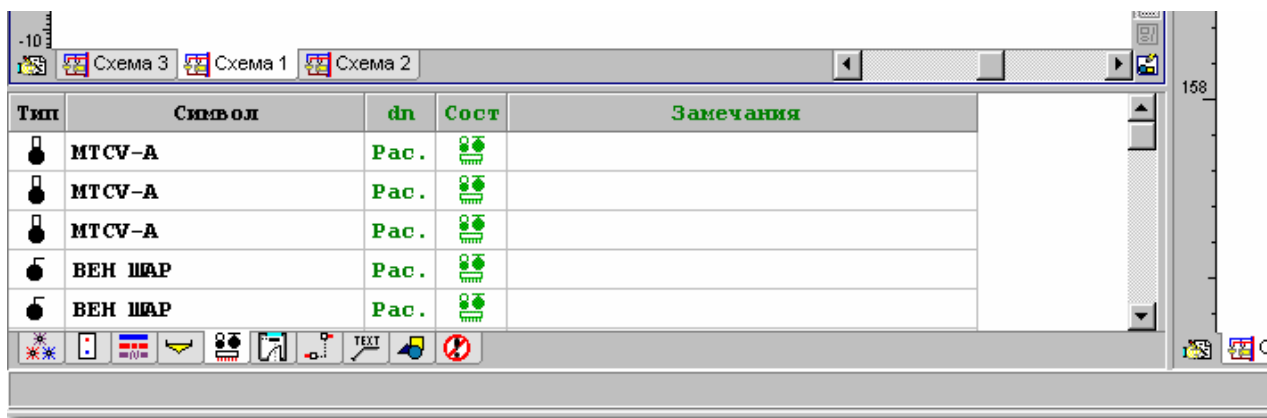 -10
Схема 3 Схема 1 Схема 2
158
Тип Символ dn Сост Замечания
MTCV-A Рас.
MTCV-A Рас.
MTCV-A Рас.
ВЕН ШАР Рас.
ВЕН ШАР Рас.
TEXT
С